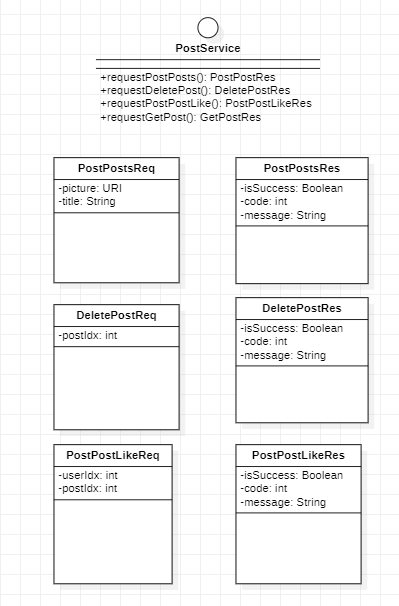 PostService
+requestPostPosts(): PostPostRes
+requestDeletePost(): DeletePostRes
+requestPostPostLike(): PostPostLikeRes
+requestGetPost(): GetPostRes
PostPostsReq
-picture: URI
-title: String
PostPostsRes
-isSuccess: Boolean
-code: int
-message: String
DeletePostReq
-postIdx: int
DeletePostRes
-isSuccess: Boolean
-code: int
-message: String
PostPostLikeReq
-userIdx: int
-postIdx: int
PostPostLikeRes
-isSuccess: Boolean
-code: int
-message: String